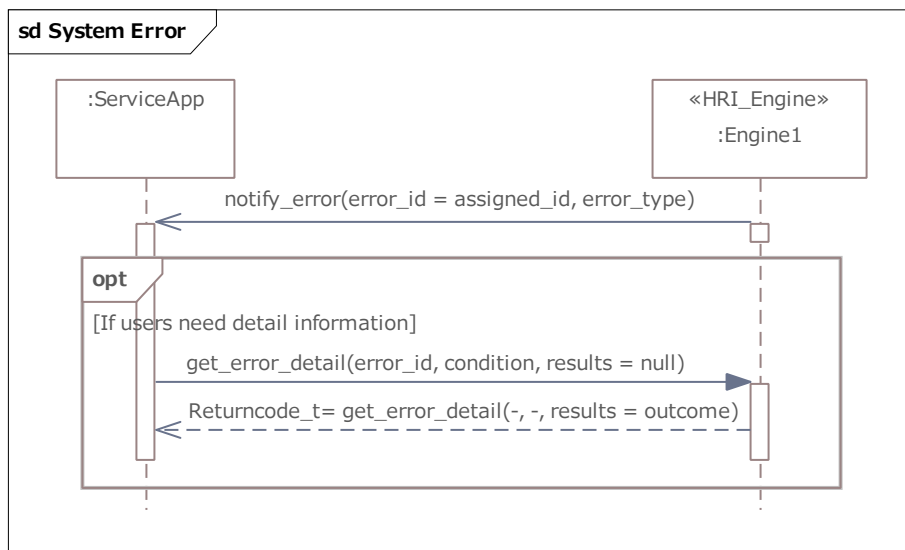 sd System Error
:ServiceApp
«HRI_Engine»
:Engine1
notify_error(error_id = assigned_id, error_type)
opt
[If users need detail information]
get_error_detail(error_id, condition, results = null)
Returncode_t= get_error_detail(-, -, results = outcome)